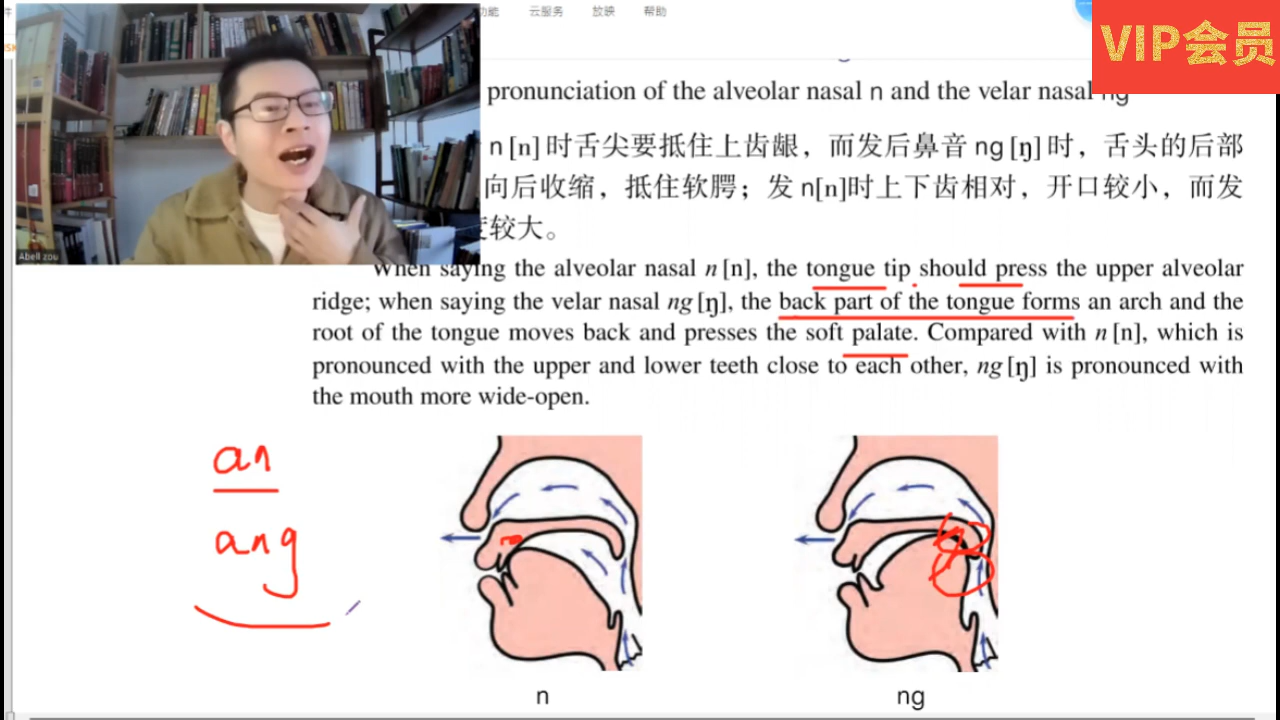 功能 云服务 放映 帮助
VIP会员
pronunciation of the alveolar nasal n and the velar nasal ng
n [n] 时舌尖要抵住上齿龈，而发后鼻音 ng [ŋ] 时，舌头的后部
向后收缩，抵住软腭；发 n[n]时上下齿相对，开口较小，而发
较大。
Abell zou
When saying the alveolar nasal n [n], the tongue tip should press the upper alveolar
ridge; when saying the velar nasal ng [ŋ], the back part of the tongue forms an arch and the
root of the tongue moves back and presses the soft palate. Compared with n [n], which is
pronounced with the upper and lower teeth close to each other, ng [ŋ] is pronounced with
the mouth more wide-open.
an
ang
n
ng